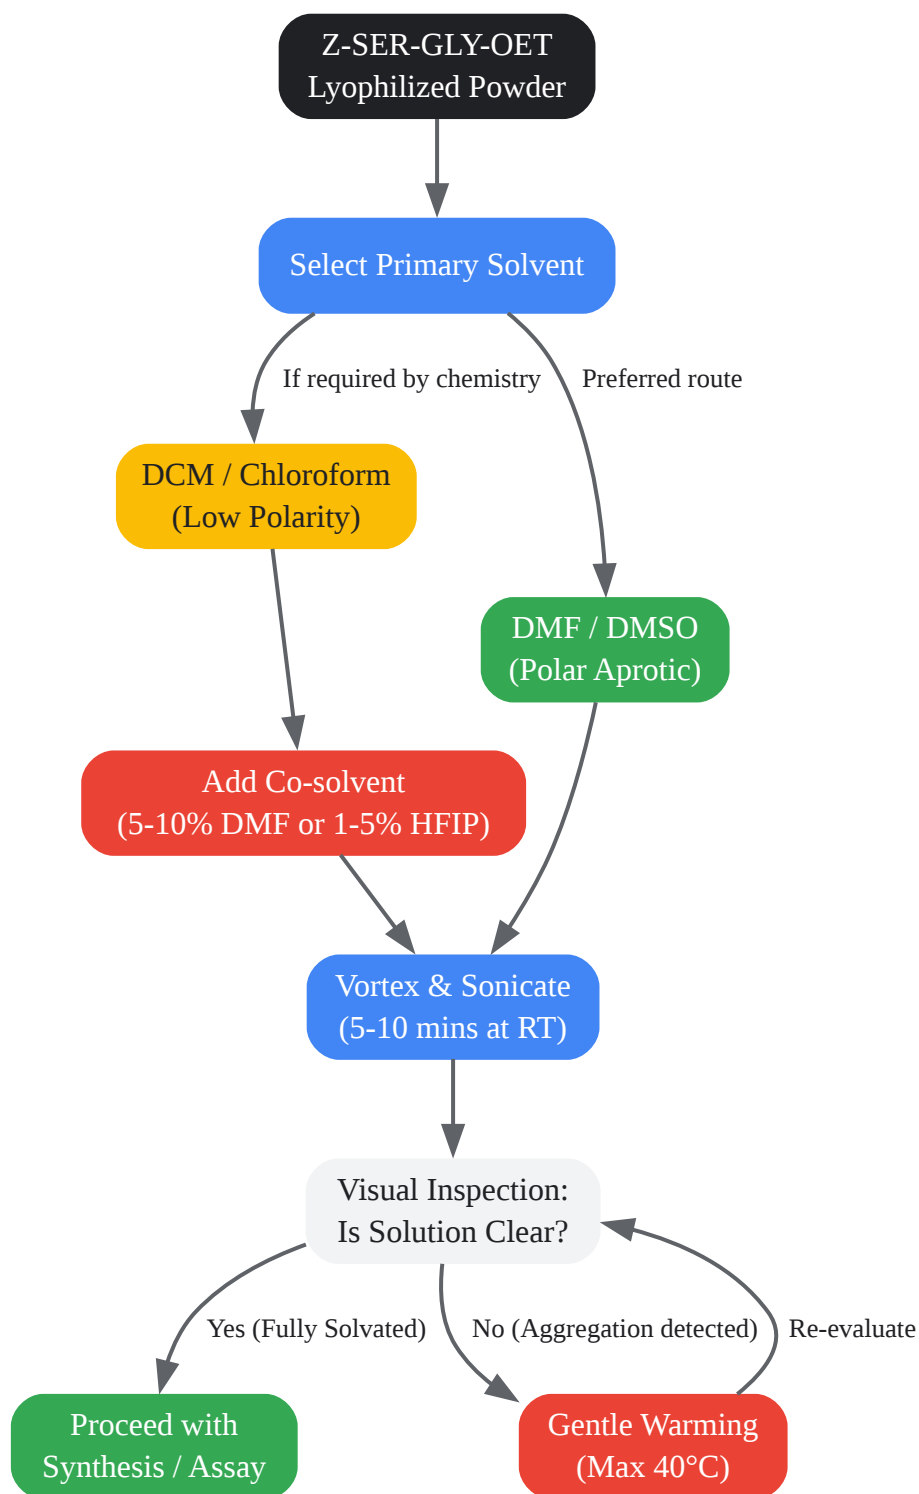 Z-SER-GLY-OET
Lyophilized Powder
Select Primary Solvent
If required by chemistry
Preferred route
DCM / Chloroform
(Low Polarity)
DMF / DMSO
(Polar Aprotic)
Add Co-solvent
(5-10% DMF or 1-5% HFIP)
Vortex & Sonicate
(5-10 mins at RT)
Visual Inspection:
Is Solution Clear?
Yes (Fully Solvated)
No (Aggregation detected)
Re-evaluate
Proceed with
Synthesis / Assay
Gentle Warming
(Max 40°C)